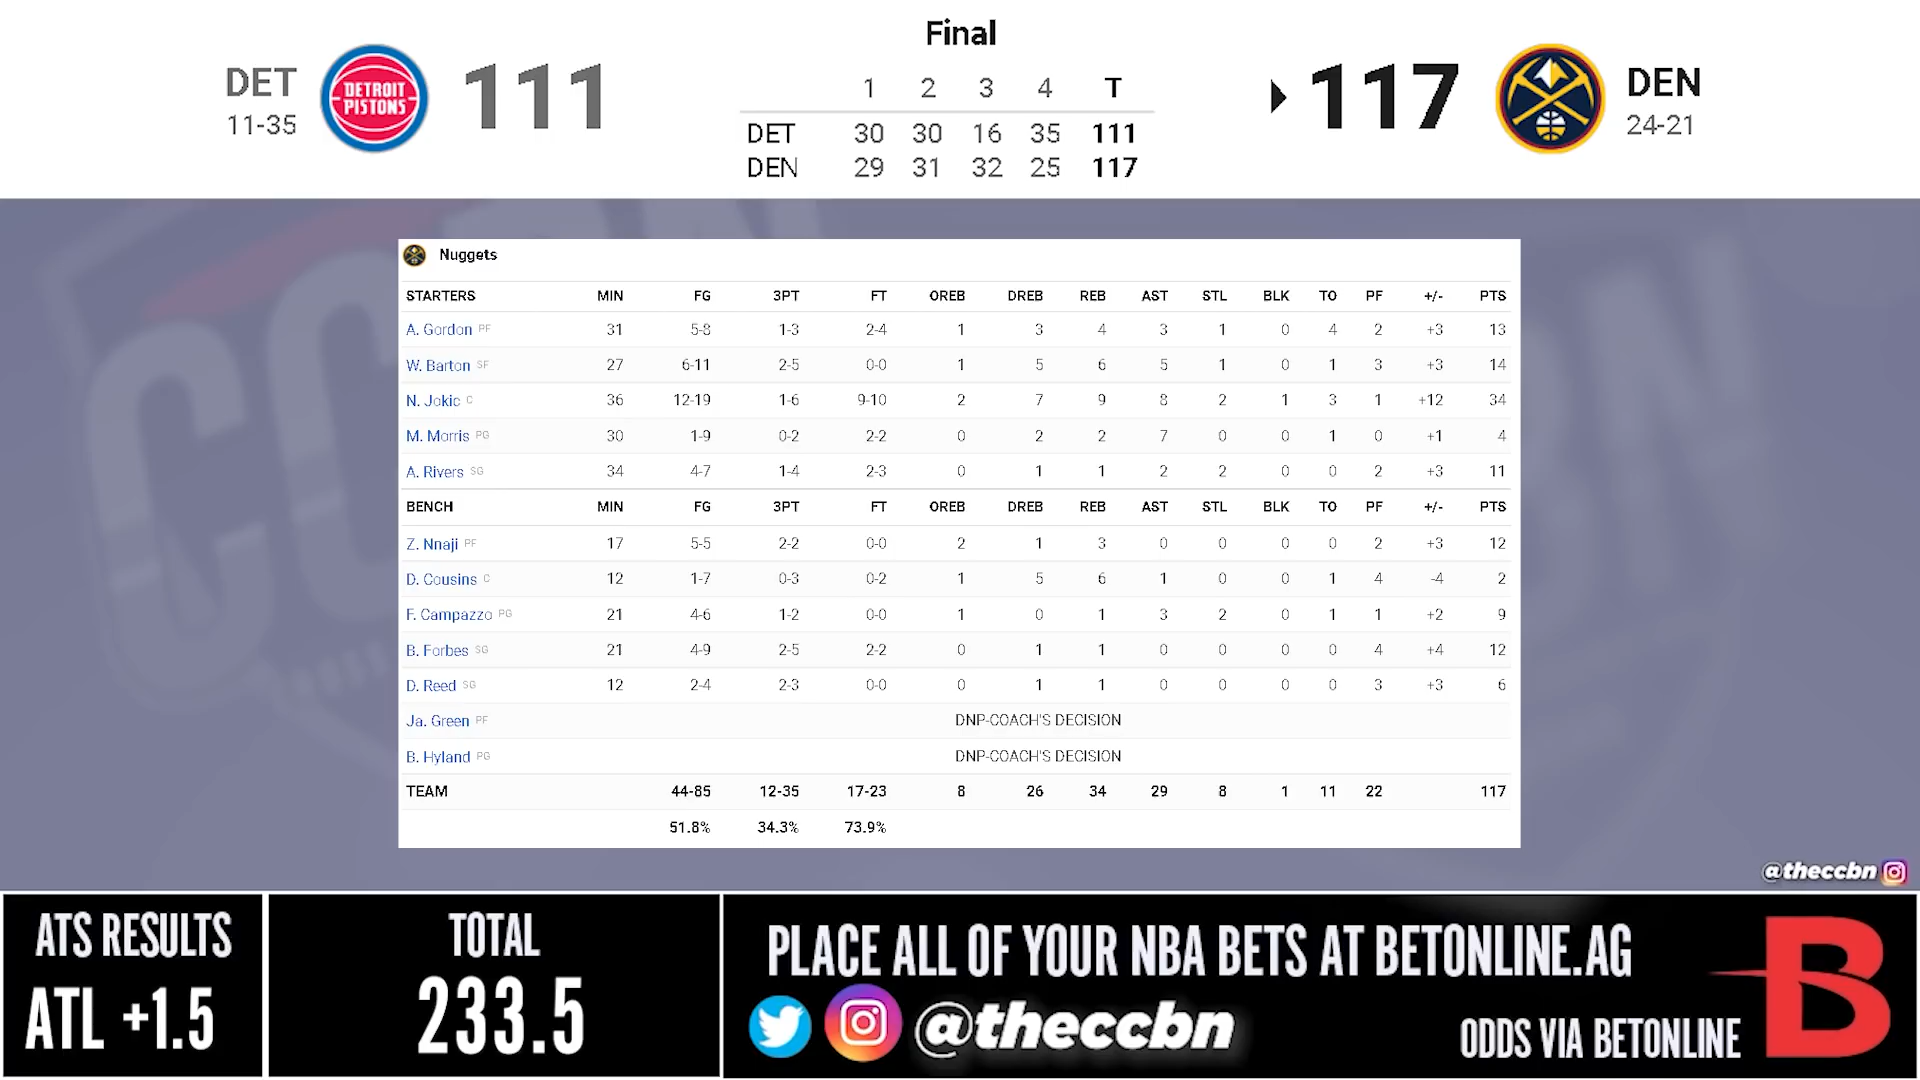 Final
DET
11-35
DETROIT
PISTONS
111
1 2 3 4 T
DET 30 30 16 35 111
DEN 29 31 32 25 117
117
DEN
24-21
Nuggets
STARTERS MIN FG 3PT FT OREB DREB REB AST STL BLK TO PF +/- PTS
A. Gordon PF 31 5-8 1-3 2-4 1 3 4 3 1 0 4 2 +3 13
W. Barton SF 27 6-11 2-5 0-0 1 5 6 5 1 0 1 3 +3 14
N. Jokic C 36 12-19 1-6 9-10 2 7 9 8 2 1 3 1 +12 34
M. Morris PG 30 1-9 0-2 2-2 0 2 2 7 0 0 1 0 +1 4
A. Rivers SG 34 4-7 1-4 2-3 0 1 1 2 2 0 0 2 +3 11
BENCH MIN FG 3PT FT OREB DREB REB AST STL BLK TO PF +/- PTS
Z. Nnaji PF 17 5-5 2-2 0-0 2 1 3 0 0 0 0 2 +3 12
D. Cousins C 12 1-7 0-3 0-2 1 5 6 1 0 0 1 4 -4 2
F. Campazzo PG 21 4-6 1-2 0-0 1 0 1 3 2 0 1 1 +2 9
B. Forbes SG 21 4-9 2-5 2-2 0 1 1 0 0 0 0 4 +4 12
D. Reed SG 12 2-4 2-3 0-0 0 1 1 0 0 0 0 3 +3 6
Ja. Green PF DNP-COACH'S DECISION
B. Hyland PG DNP-COACH'S DECISION
TEAM 44-85 12-35 17-23 8 26 34 29 8 1 11 22 117
51.8% 34.3% 73.9%
@theccbn
ATS RESULTS
ATL +1.5
TOTAL
233.5
PLACE ALL OF YOUR NBA BETS AT BETONLINE.AG
@theccbn
ODDS VIA BETONLINE
B